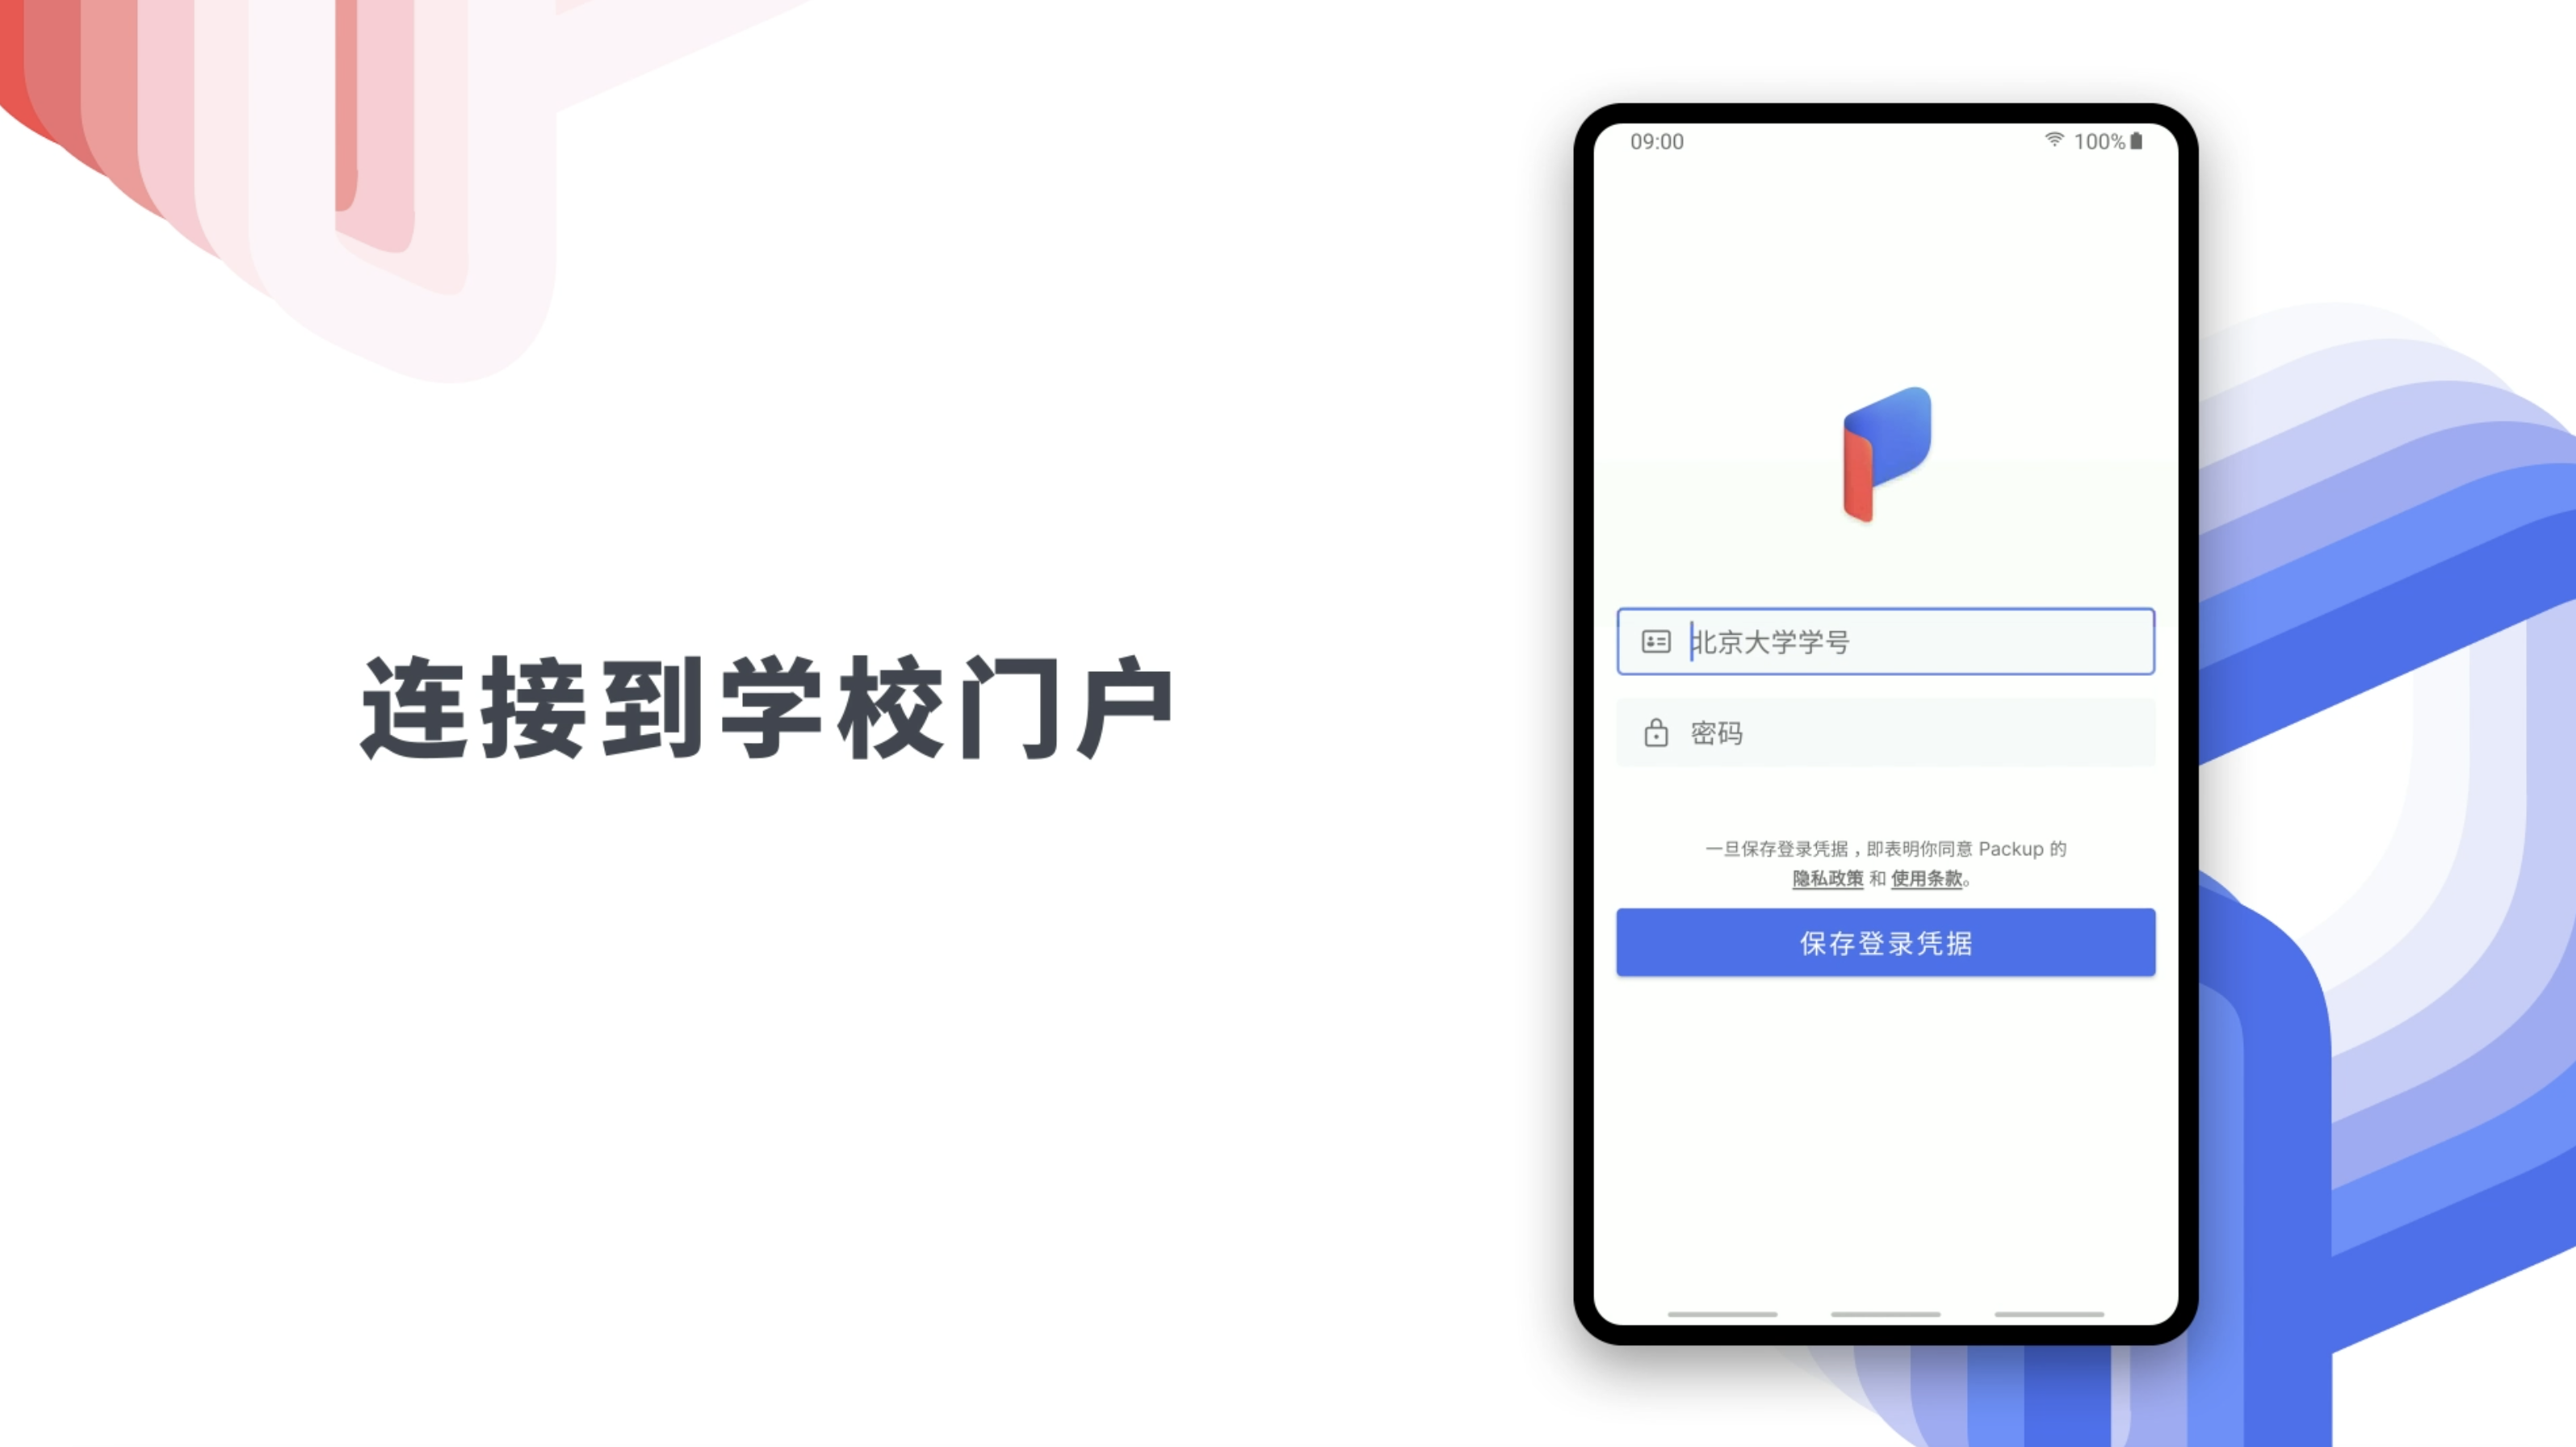 连接到学校门户
09:00
100%
北京大学学号
密码
一旦保存登录凭据，即表明你同意 Packup 的
隐私政策 和 使用条款。
保存登录凭据